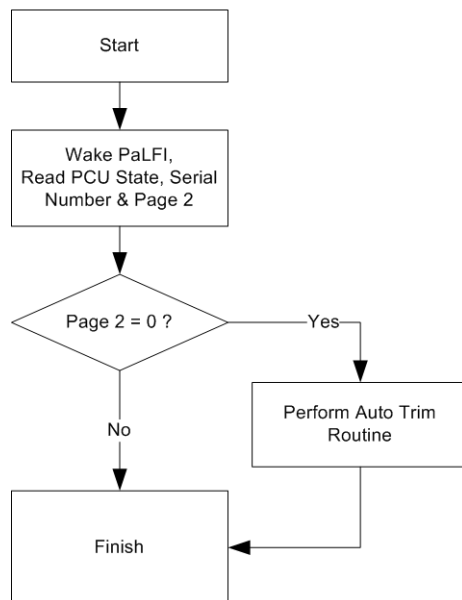 Start
Wake PaLFI,
Read PCU State, Serial
Number & Page 2
Page 2 = 0 ?
Yes
Perform Auto Trim
Routine
No
Finish